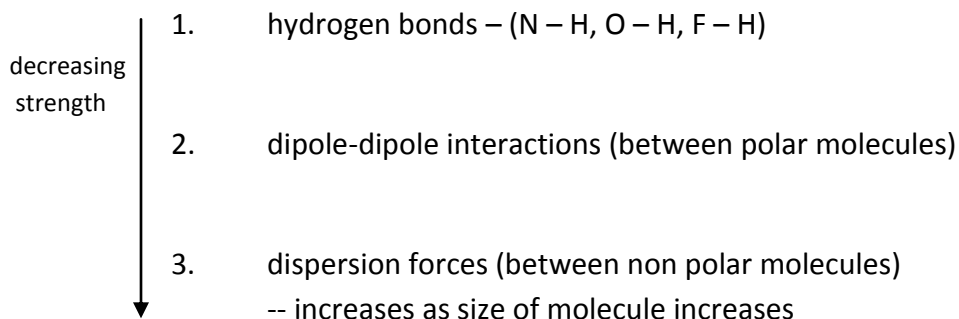 1. hydrogen bonds – (N – H, O – H, F – H)
decreasing
strength
2. dipole-dipole interactions (between polar molecules)
3. dispersion forces (between non polar molecules)
-- increases as size of molecule increases